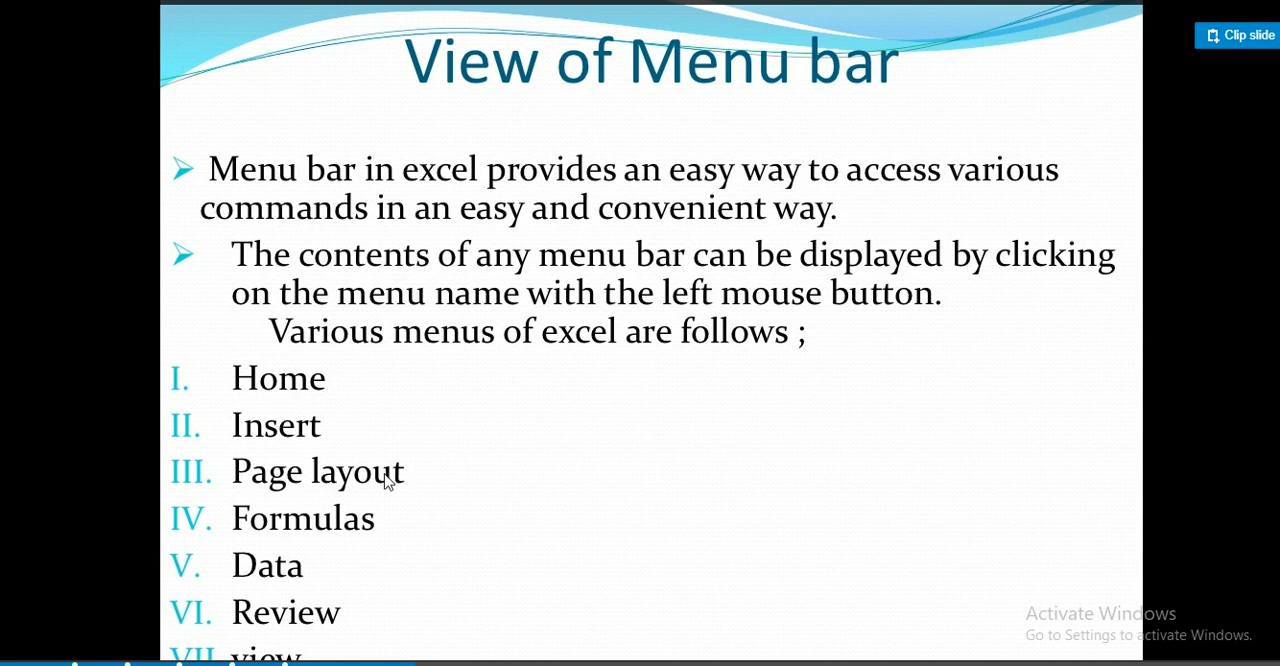 View of Menu bar
Clip slide
Menu bar in excel provides an easy way to access various
commands in an easy and convenient way.
The contents of any menu bar can be displayed by clicking
on the menu name with the left mouse button.
Various menus of excel are follows ;
I. Home
II. Insert
III. Page layout
IV. Formulas
V. Data
VI. Review
VII. view
Activate Windows
Go to Settings to activate Windows.